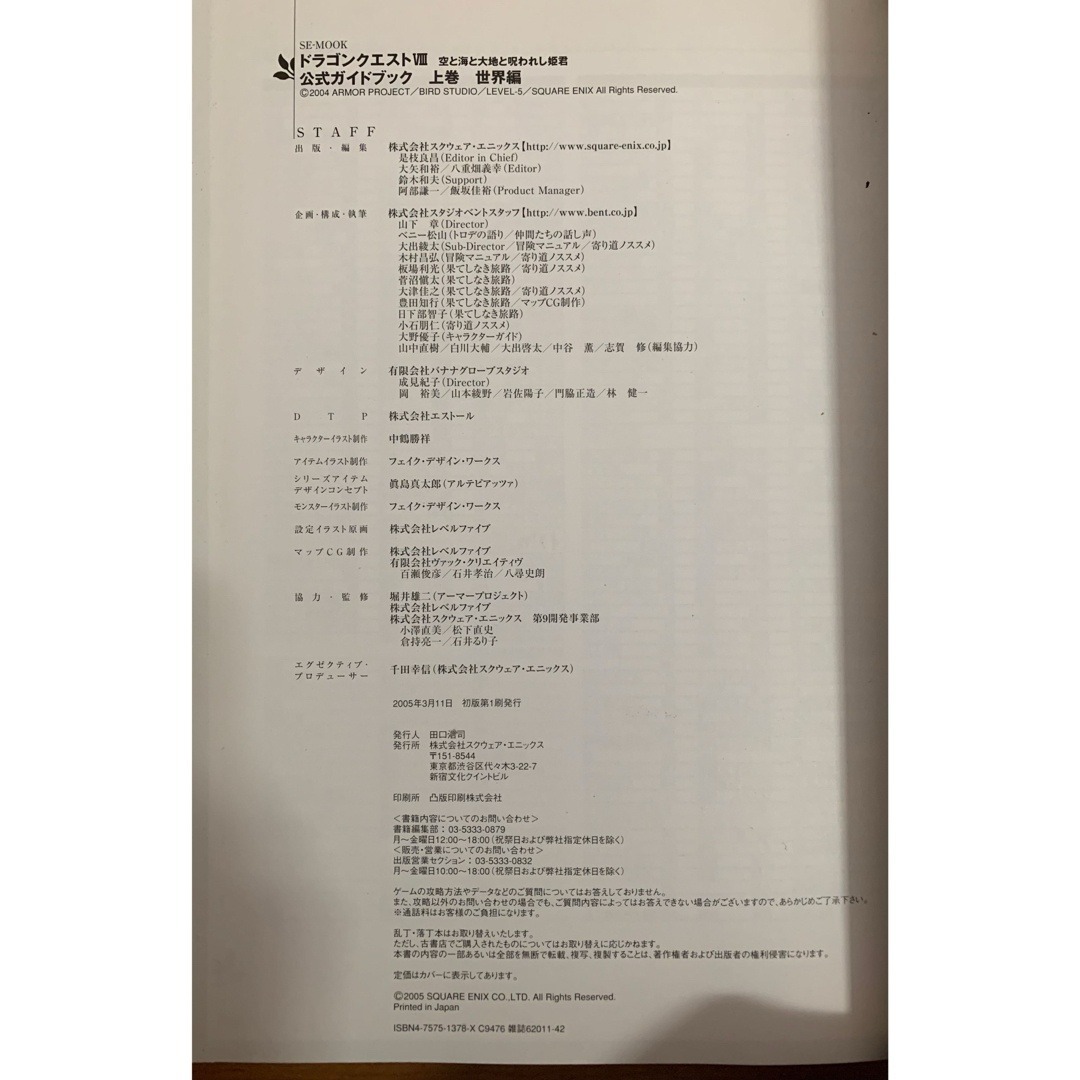 SE-MOOK
ドラゴンクエストⅧ 空と海と大地と呪われし姫君
公式ガイドブック 上巻 世界編
©2004 ARMOR PROJECT／BIRD STUDIO／LEVEL-5／SQUARE ENIX All Rights Reserved.
STAFF
出版・編集 株式会社スクウェア・エニックス【http://www.square-enix.co.jp】
是枝良昌（Editor in Chief）
大矢和裕／八重畑義幸（Editor）
鈴木和夫（Support）
阿部謙一／飯坂佳裕（Product Manager）
企画・構成・執筆 株式会社スタジオベントスタッフ【http://www.bent.co.jp】
山下 章（Director）
ベニー松山（トロデの語り／仲間たちの話し声）
大出綾太（Sub-Director／冒険マニュアル／寄り道ノススメ）
木村昌弘（冒険マニュアル／寄り道ノススメ）
板場利光（果てしなき旅路／寄り道ノススメ）
菅沼愼太（果てしなき旅路）
大津佳之（果てしなき旅路／寄り道ノススメ）
豊田知行（果てしなき旅路／マップCG制作）
日下部智子（果てしなき旅路）
小石朋仁（寄り道ノススメ）
大野優子（キャラクターガイド）
山中直樹／白川大輔／大出啓太／中谷 薫／志賀 修（編集協力）
デザイン 有限会社バナナグローブスタジオ
成見紀子（Director）
岡 裕美／山本綾野／岩佐陽子／門脇正造／林 健一
DTP 株式会社エストール
キャラクターイラスト制作 中鶴勝祥
アイテムイラスト制作 フェイク・デザイン・ワークス
シリーズアイテム
デザインコンセプト 眞島真太郎（アルテピアッツァ）
モンスターイラスト制作 フェイク・デザイン・ワークス
設定イラスト原画 株式会社レベルファイブ
マップCG制作 株式会社レベルファイブ
有限会社ヴァック・クリエイティヴ
百瀬俊彦／石井孝治／八尋史朗
協力・監修 堀井雄二（アーマープロジェクト）
株式会社レベルファイブ
株式会社スクウェア・エニックス 第9開発事業部
小澤直美／松下直史
倉持亮一／石井るり子
エグゼクティブ・
プロデューサー 千田幸信（株式会社スクウェア・エニックス）
2005年3月11日 初版第1刷発行
発行人 田口浩司
発行所 株式会社スクウェア・エニックス
〒151-8544
東京都渋谷区代々木3-22-7
新宿文化クイントビル
印刷所 凸版印刷株式会社
＜書籍内容についてのお問い合わせ＞
書籍編集部：03-5333-0879
月～金曜日12:00～18:00（祝祭日および弊社指定休日を除く）
＜販売・営業についてのお問い合わせ＞
出版営業セクション：03-5333-0832
月～金曜日10:00～18:00（祝祭日および弊社指定休日を除く）
ゲームの攻略方法やデータなどのご質問についてはお答えしておりません。
また、攻略以外のお問い合わせの場合でも、ご質問内容によってはお答えできない場合がございますので、あらかじめご了承下さい。
※通話料はお客様のご負担になります。
乱丁・落丁本はお取り替えいたします。
ただし、古書店でご購入されたものについてはお取り替えに応じかねます。
本書の内容の一部あるいは全部を無断で転載、複写、複製することは、著作権者および出版者の権利侵害になります。
定価はカバーに表示してあります。
©2005 SQUARE ENIX CO.,LTD. All Rights Reserved.
Printed in Japan
ISBN4-7575-1378-X C9476 雑誌62011-42